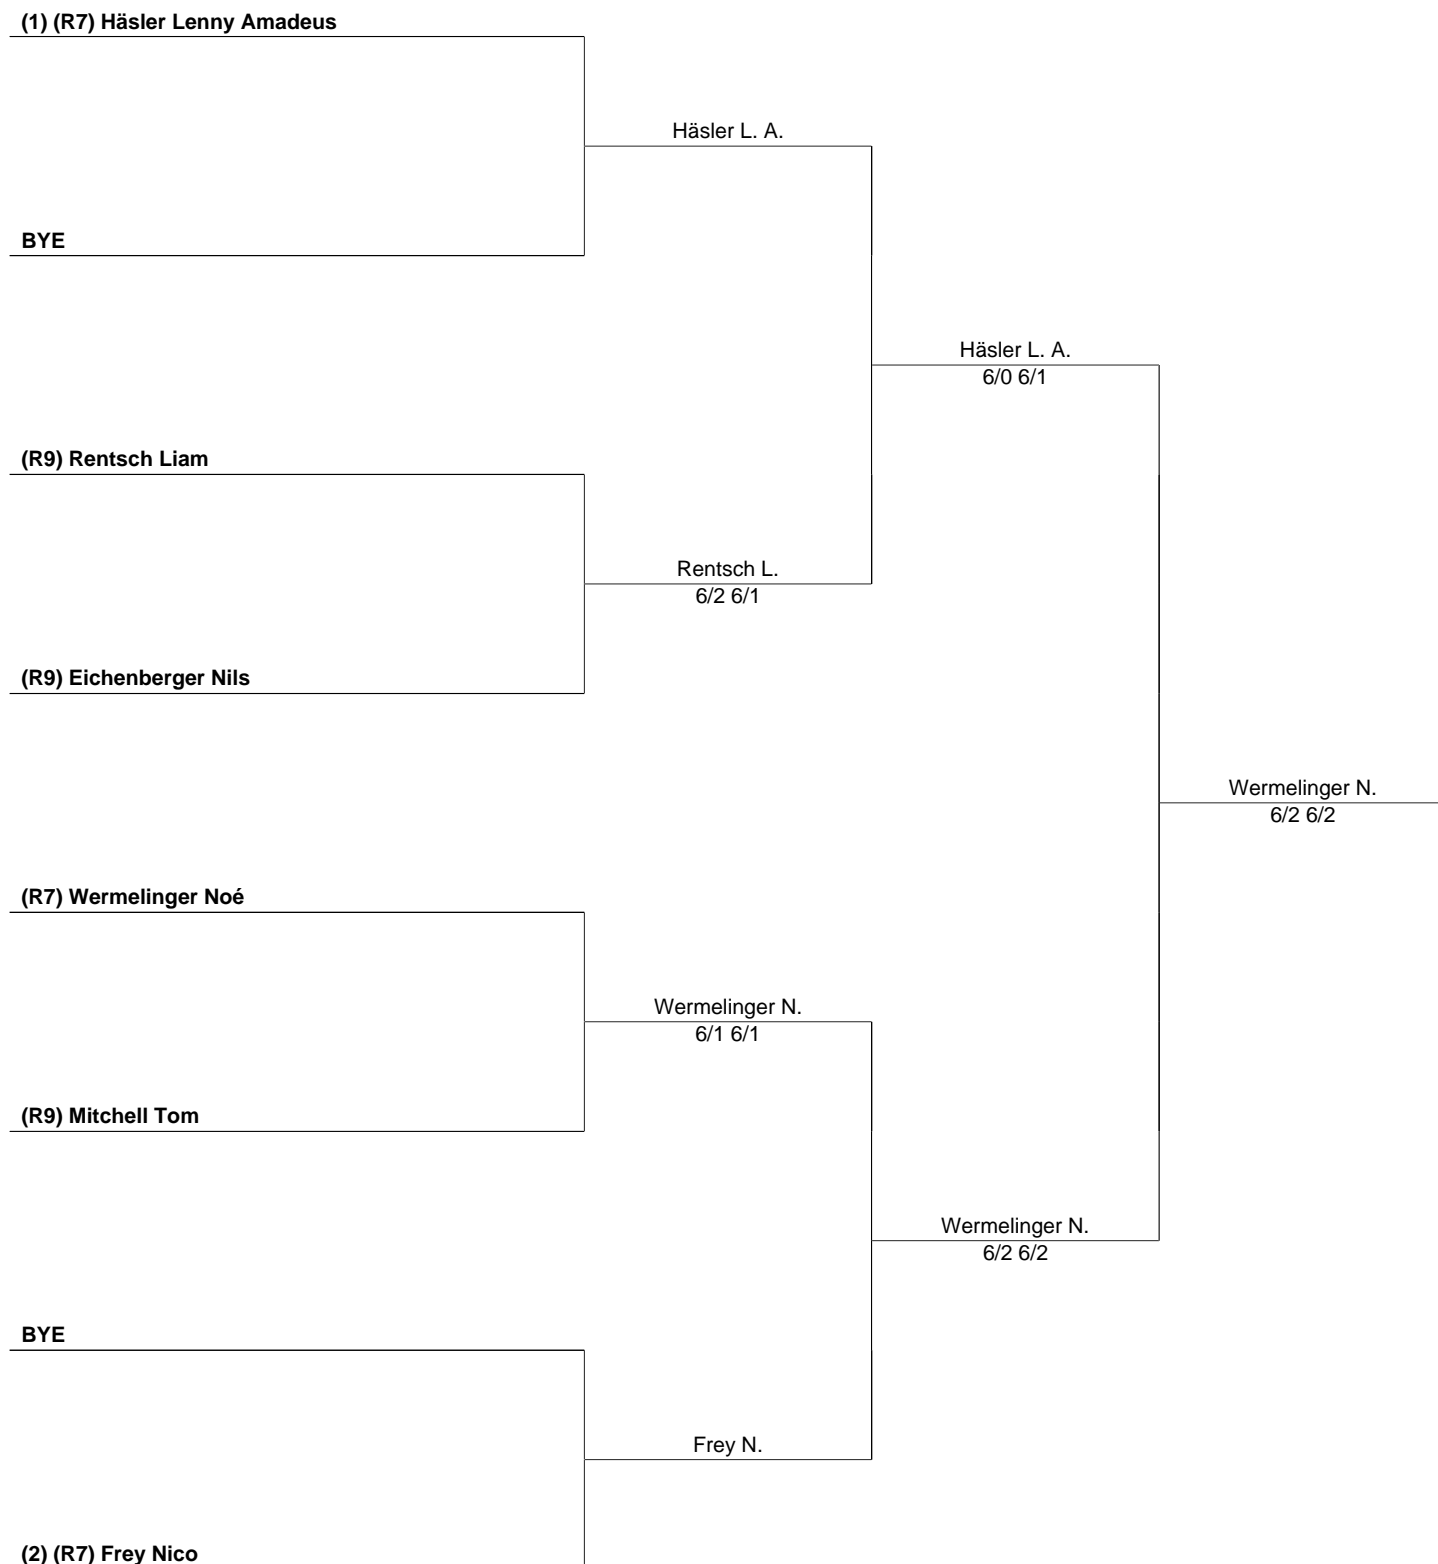 (1) (R7) Häsler Lenny Amadeus
Häsler L. A.
BYE
Häsler L. A.
6/0 6/1
(R9) Rentsch Liam
Rentsch L.
6/2 6/1
(R9) Eichenberger Nils
Wermelinger N.
6/2 6/2
(R7) Wermelinger Noé
Wermelinger N.
6/1 6/1
(R9) Mitchell Tom
Wermelinger N.
6/2 6/2
BYE
Frey N.
(2) (R7) Frey Nico